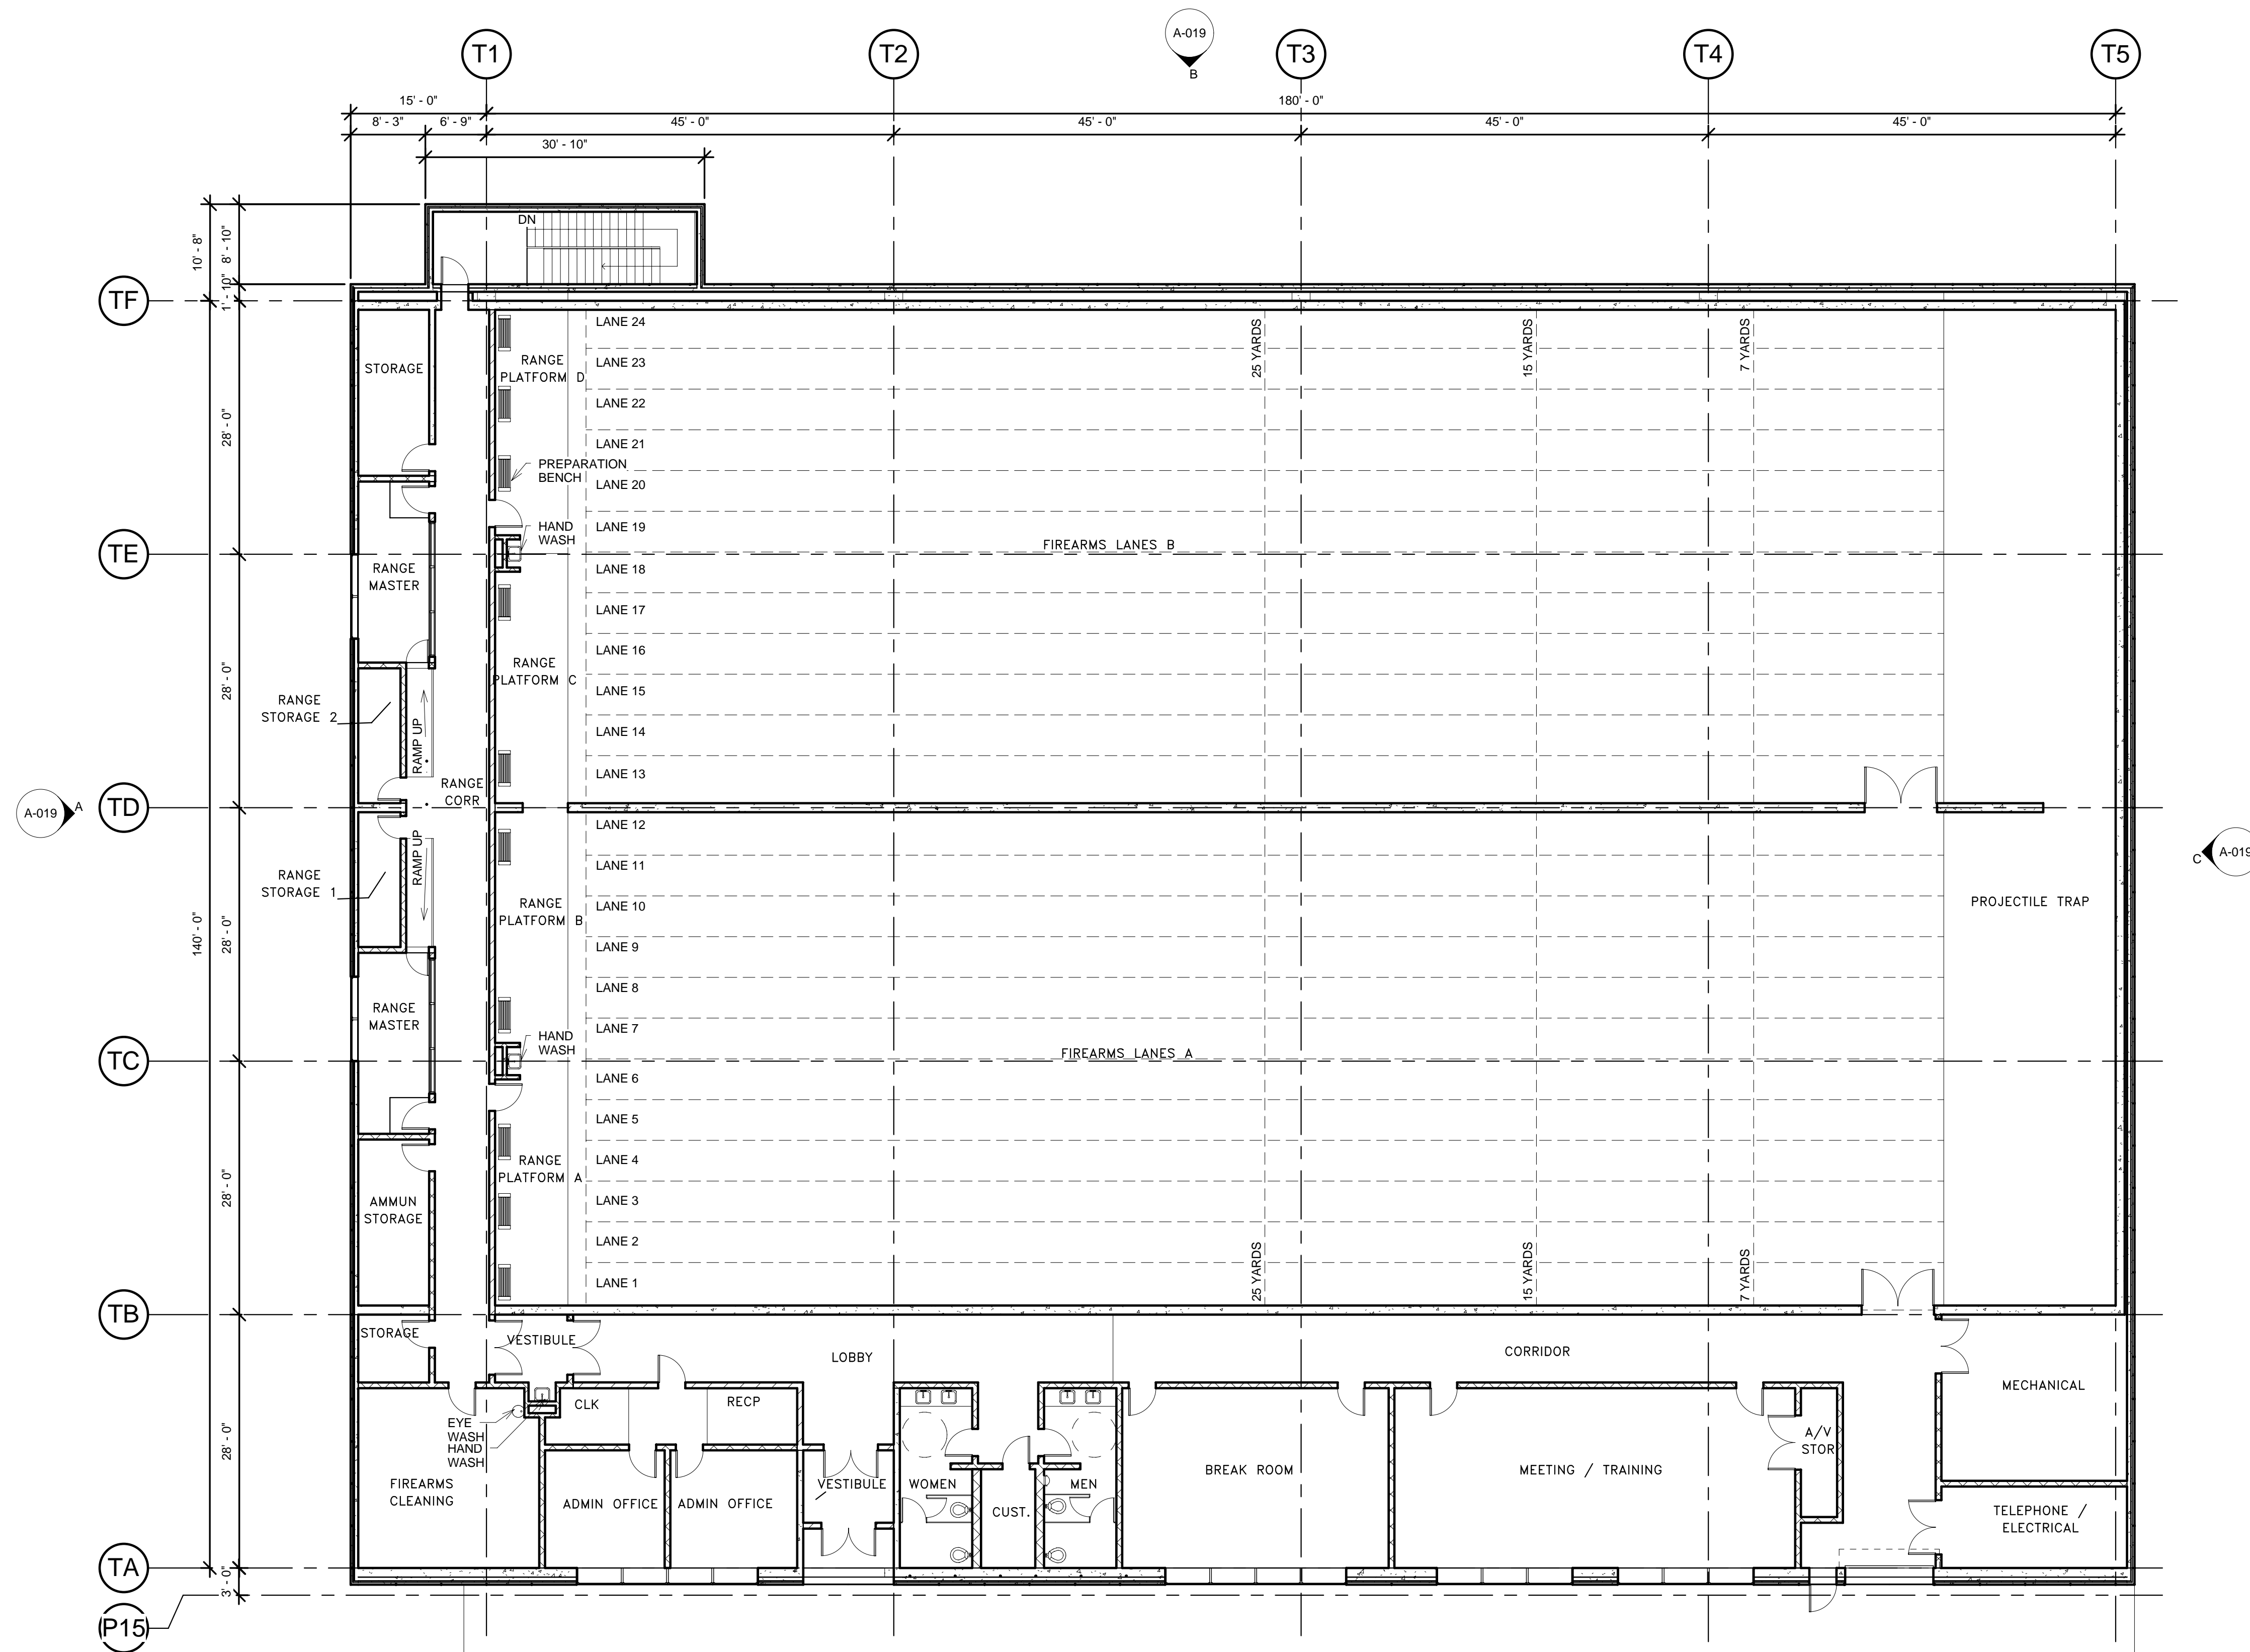 A-019
B
T1
T2
T3
T4
T5
15' - 0"
180' - 0"
8' - 3"
6' - 9"
45' - 0"
45' - 0"
45' - 0"
45' - 0"
30' - 10"
10' - 8"
8' - 10"
1' - 10"
DN
TF
LANE 24
RANGE
PLATFORM D
25 YARDS
15 YARDS
7 YARDS
STORAGE
LANE 23
LANE 22
28' - 0"
LANE 21
PREPARATION
BENCH
LANE 20
HAND
WASH
LANE 19
TE
FIREARMS LANES B
RANGE
MASTER
LANE 18
LANE 17
LANE 16
RANGE
PLATFORM C
28' - 0"
RANGE
STORAGE 2
RAMP UP
LANE 15
LANE 14
RANGE
CORR
LANE 13
A-019
A
TD
LANE 12
RAMP UP
C
A-019
LANE 11
RANGE
STORAGE 1
RANGE
PLATFORM B
LANE 10
PROJECTILE TRAP
140' - 0"
28' - 0"
LANE 9
LANE 8
RANGE
MASTER
LANE 7
HAND
WASH
FIREARMS LANES A
TC
LANE 6
LANE 5
RANGE
PLATFORM A
LANE 4
28' - 0"
AMMUN
STORAGE
LANE 3
LANE 2
25 YARDS
15 YARDS
7 YARDS
LANE 1
TB
STORAGE
VESTIBULE
LOBBY
CORRIDOR
MECHANICAL
CLK
RECP
EYE
WASH
HAND
WASH
28' - 0"
A/V
STOR
FIREARMS
CLEANING
ADMIN OFFICE
ADMIN OFFICE
VESTIBULE
WOMEN
CUST.
MEN
BREAK ROOM
MEETING / TRAINING
TELEPHONE /
ELECTRICAL
TA
3' - 0"
P15